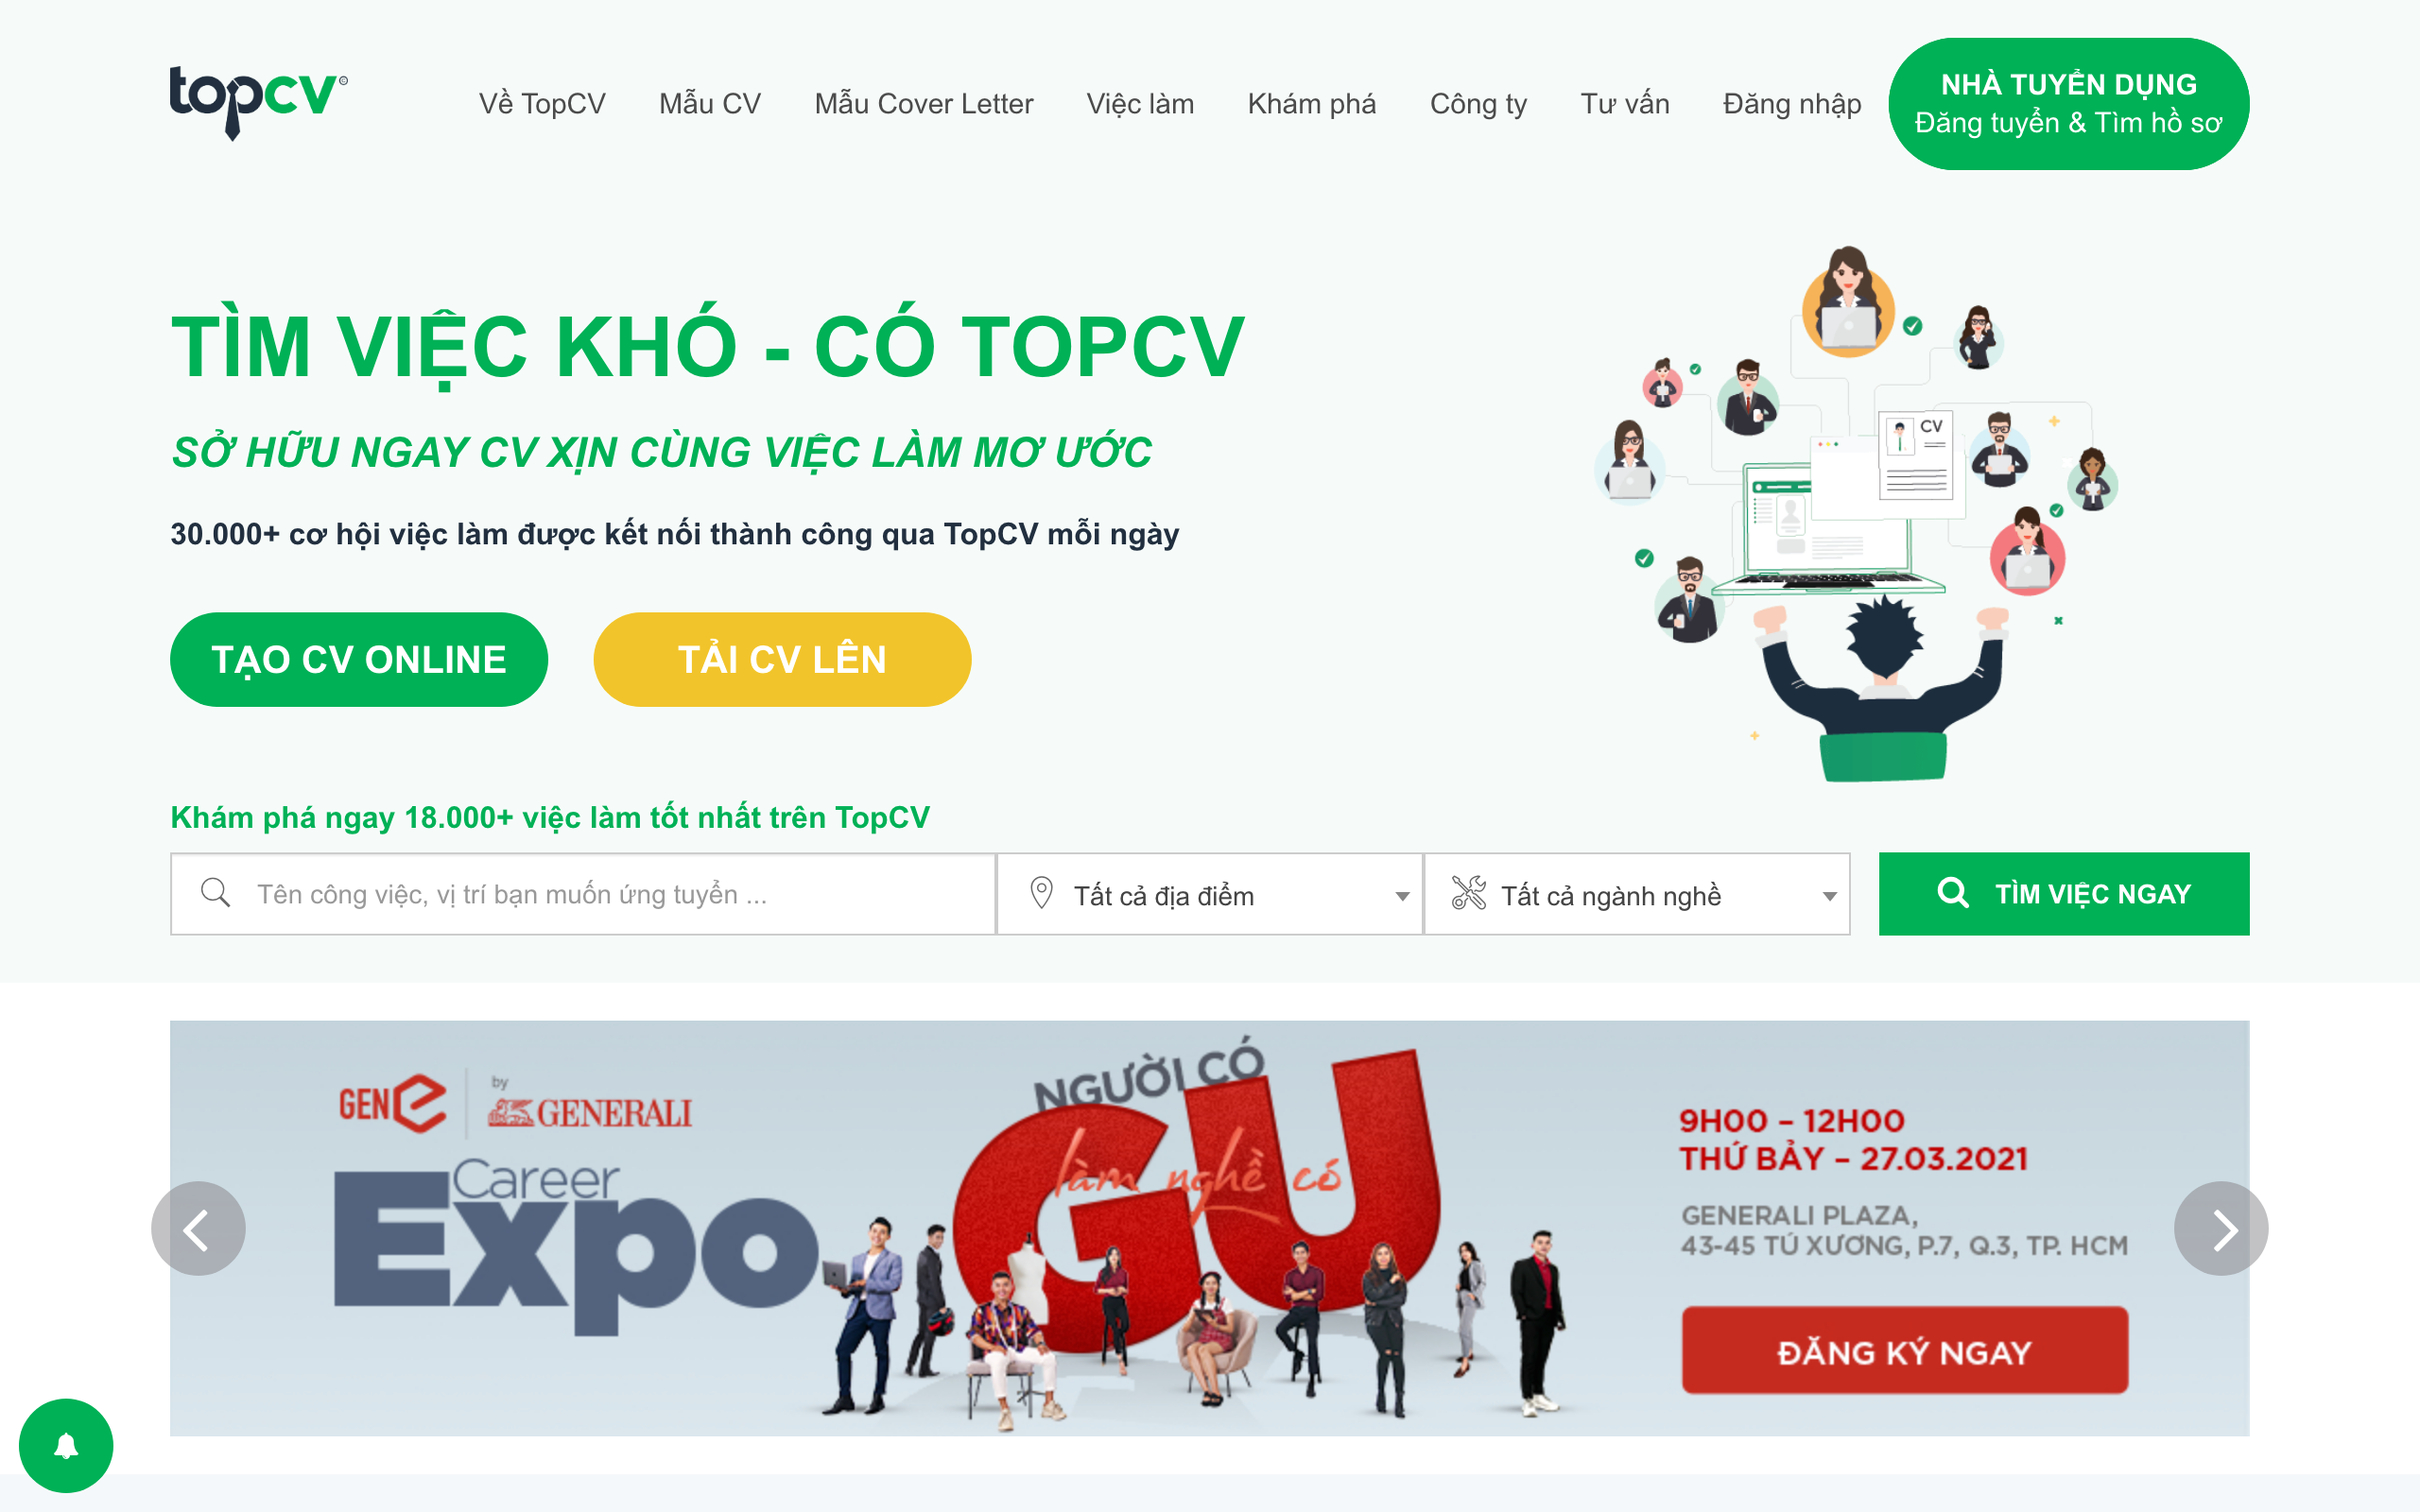 topcv
Về TopCV
Mẫu CV
Mẫu Cover Letter
Việc làm
Khám phá
Công ty
Tư vấn
Đăng nhập
NHÀ TUYỂN DỤNG
Đăng tuyển & Tìm hồ sơ
TÌM VIỆC KHÓ - CÓ TOPCV
SỞ HỮU NGAY CV XỊN CÙNG VIỆC LÀM MƠ ƯỚC
30.000+ cơ hội việc làm được kết nối thành công qua TopCV mỗi ngày
TẠO CV ONLINE
TẢI CV LÊN
CV
Khám phá ngay 18.000+ việc làm tốt nhất trên TopCV
Tên công việc, vị trí bạn muốn ứng tuyển ...
Tất cả địa điểm
Tất cả ngành nghề
TÌM VIỆC NGAY
GEN e
by
GENERALI
Career
Expo
NGƯỜI CÓ
GU
làm nghề có
9H00 – 12H00
THỨ BẢY – 27.03.2021
GENERALI PLAZA,
43-45 TÚ XƯƠNG, P.7, Q.3, TP. HCM
ĐĂNG KÝ NGAY